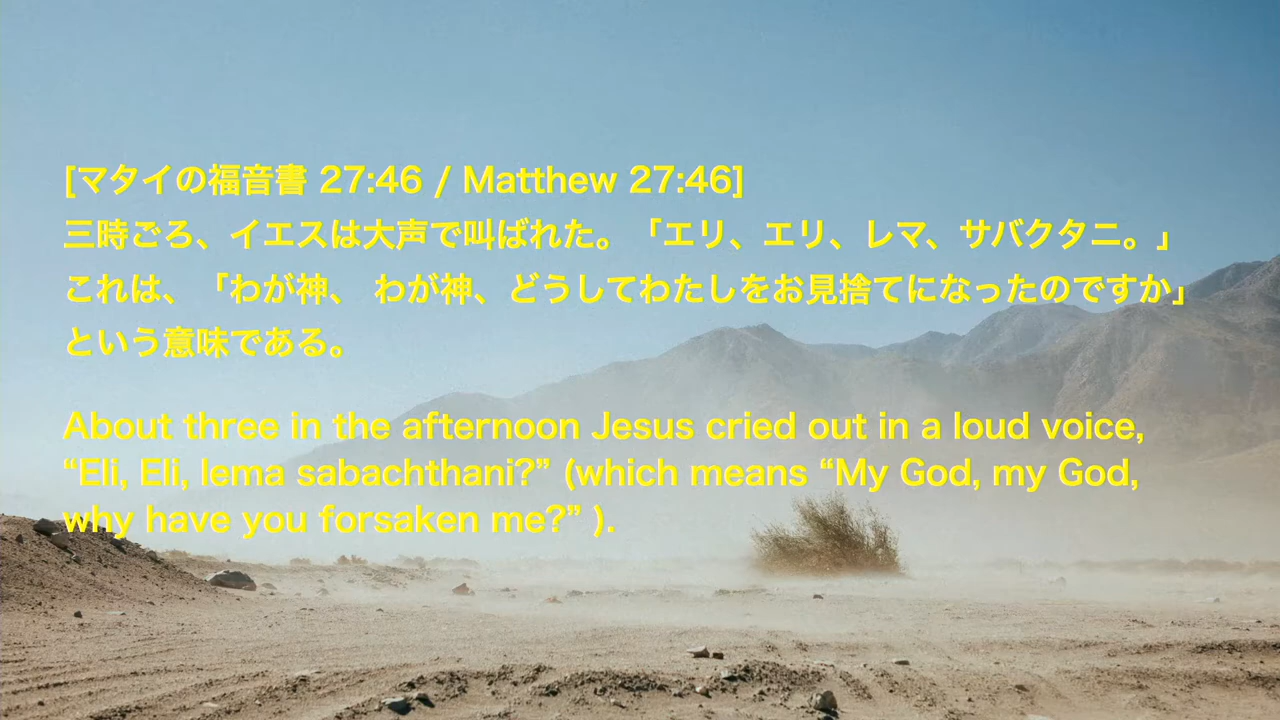 [マタイの福音書 27:46 / Matthew 27:46]
三時ごろ、イエスは大声で叫ばれた。「エリ、エリ、レマ、サバクタニ。」
これは、「わが神、 わが神、どうしてわたしをお見捨てになったのですか」
という意味である。
About three in the afternoon Jesus cried out in a loud voice,
“Eli, Eli, lema sabachthani?” (which means “My God, my God,
why have you forsaken me?” ).